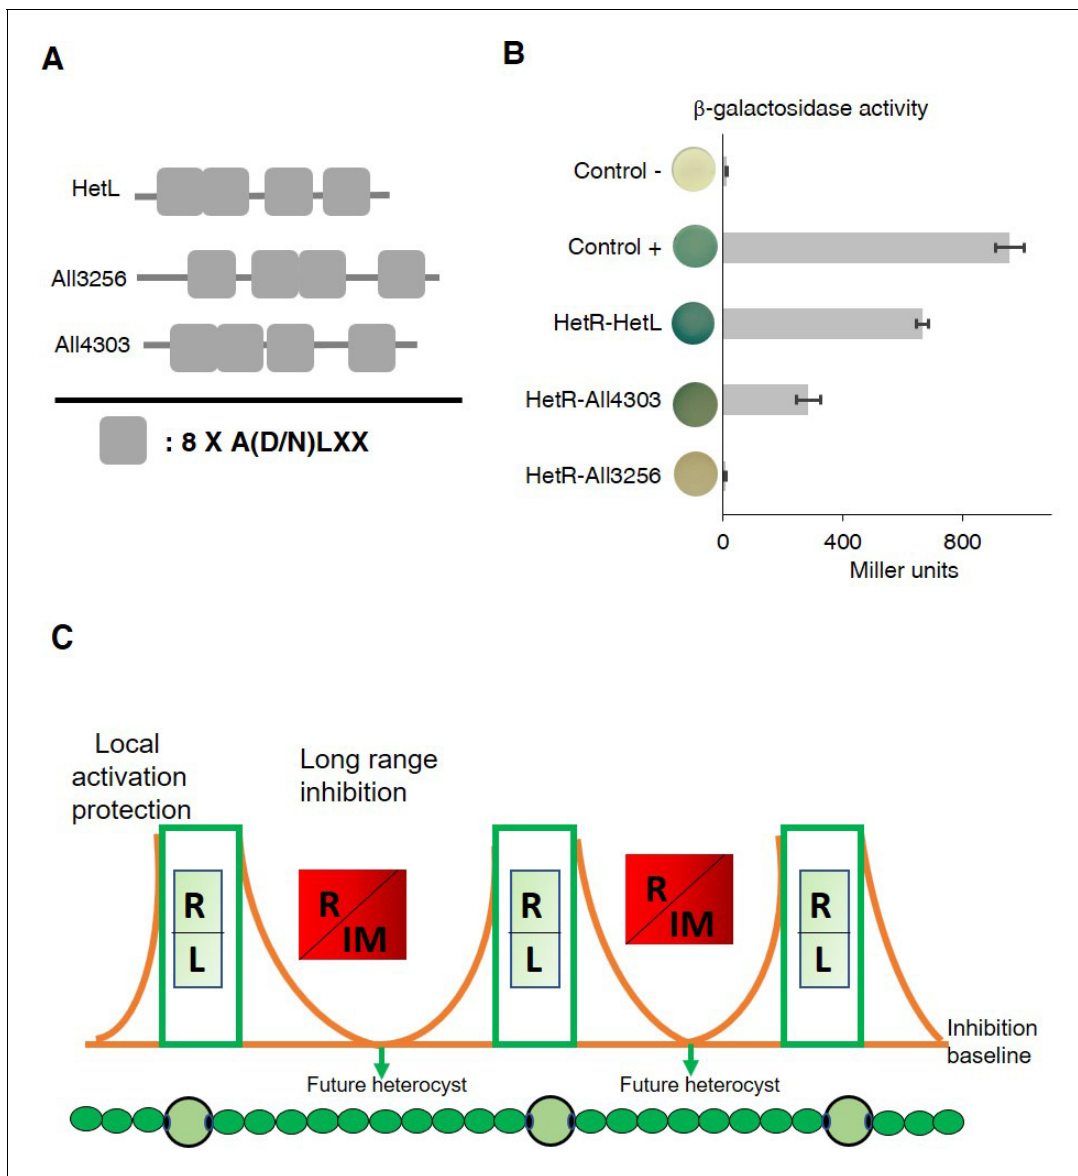 A
HetL
All3256
All4303
: 8 X A(D/N)LXX
B
β-galactosidase activity
Control -
Control +
HetR-HetL
HetR-All4303
HetR-All3256
0 400 800
Miller units
C
Local
activation
protection
Long range
inhibition
R
L
R
IM
R
L
R
IM
R
L
Inhibition
baseline
Future heterocyst
Future heterocyst